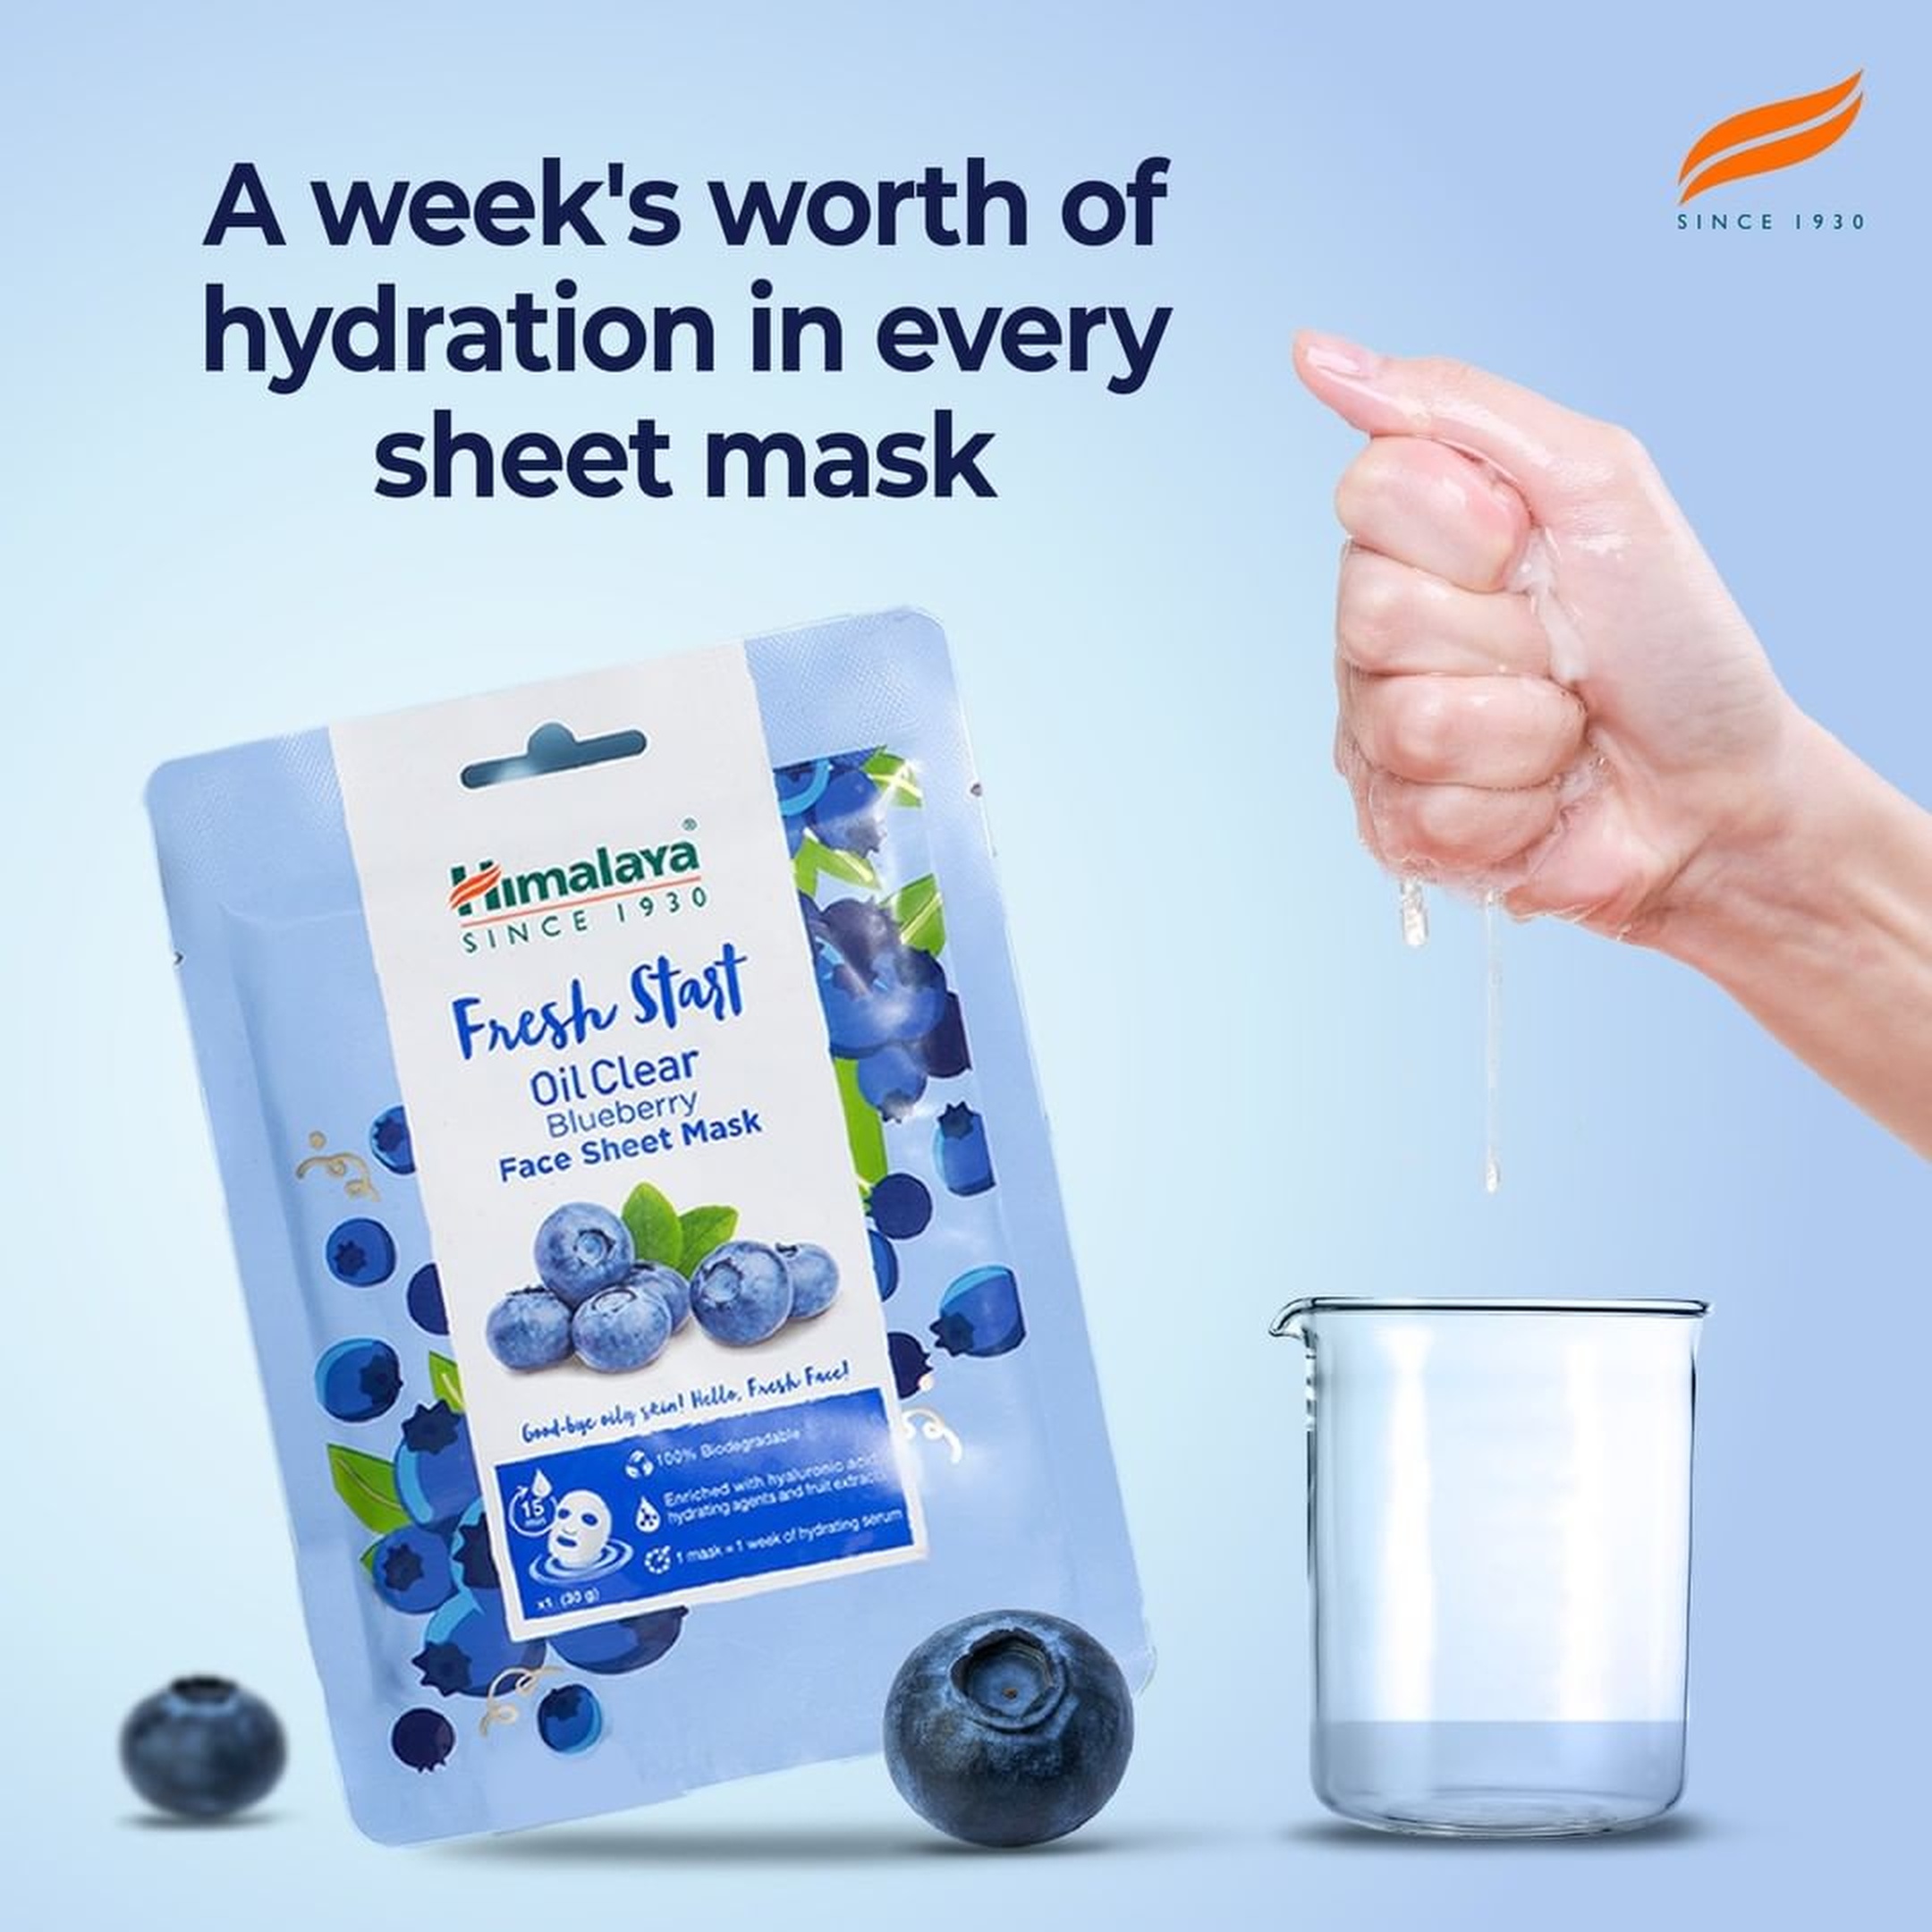 A week's worth of
hydration in every
sheet mask
SINCE 1930
Himalaya®
SINCE 1930
Fresh Start
Oil Clear
Blueberry
Face Sheet Mask
Good-bye oily skin! Hello, Fresh Face!
100% Biodegradable
Enriched with hyaluronic acid,
hydrating agents and fruit extracts
1 mask = 1 week of hydrating serum
15
min
x1 (30 g)